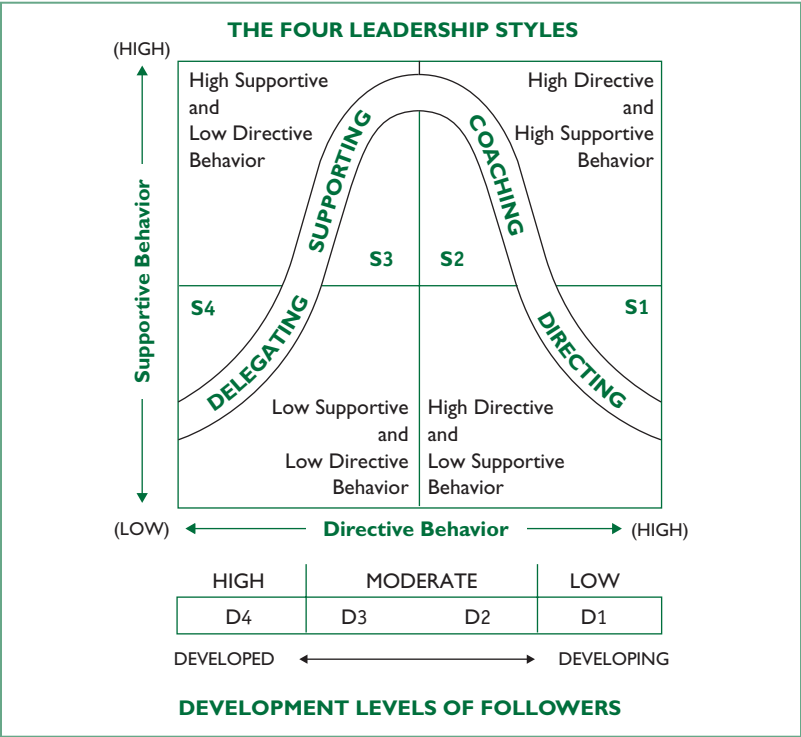 THE FOUR LEADERSHIP STYLES
(HIGH)
High Supportive
and
Low Directive
Behavior
High Directive
and
High Supportive
Behavior
SUPPORTING
COACHING
Supportive Behavior
S3
S2
S4
S1
DELEGATING
DIRECTING
Low Supportive
and
Low Directive
Behavior
High Directive
and
Low Supportive
Behavior
(LOW)
Directive Behavior
(HIGH)
HIGH MODERATE LOW
D4 D3 D2 D1
DEVELOPED DEVELOPING
DEVELOPMENT LEVELS OF FOLLOWERS